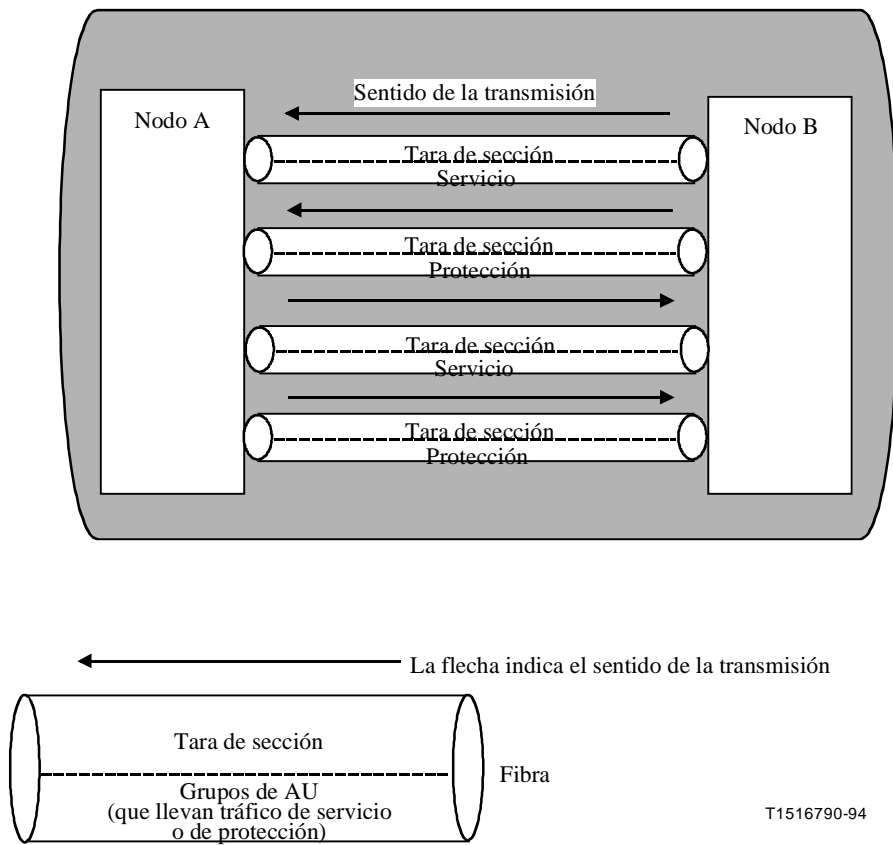 Sentido de la transmisión
Nodo A
Nodo B
Tara de sección
Servicio
Tara de sección
Protección
Tara de sección
Servicio
Tara de sección
Protección
La flecha indica el sentido de la transmisión
Tara de sección
Grupos de AU
(que llevan tráfico de servicio
o de protección)
Fibra
T1516790-94